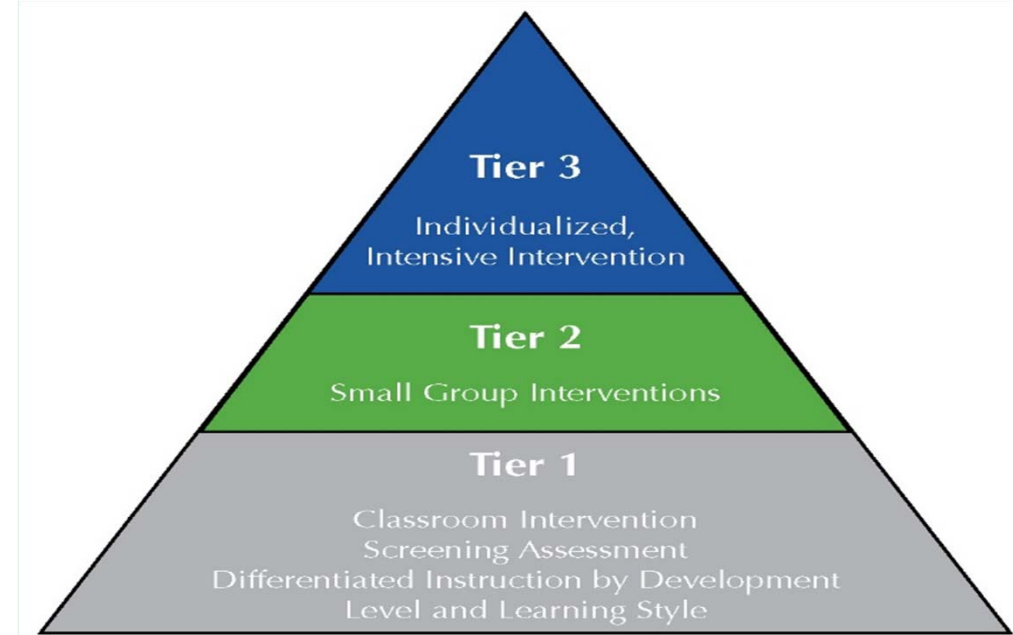 Tier 3
Individualized,
Intensive Intervention
Tier 2
Small Group Interventions
Tier 1
Classroom Intervention
Screening Assessment
Differentiated Instruction by Development
Level and Learning Style